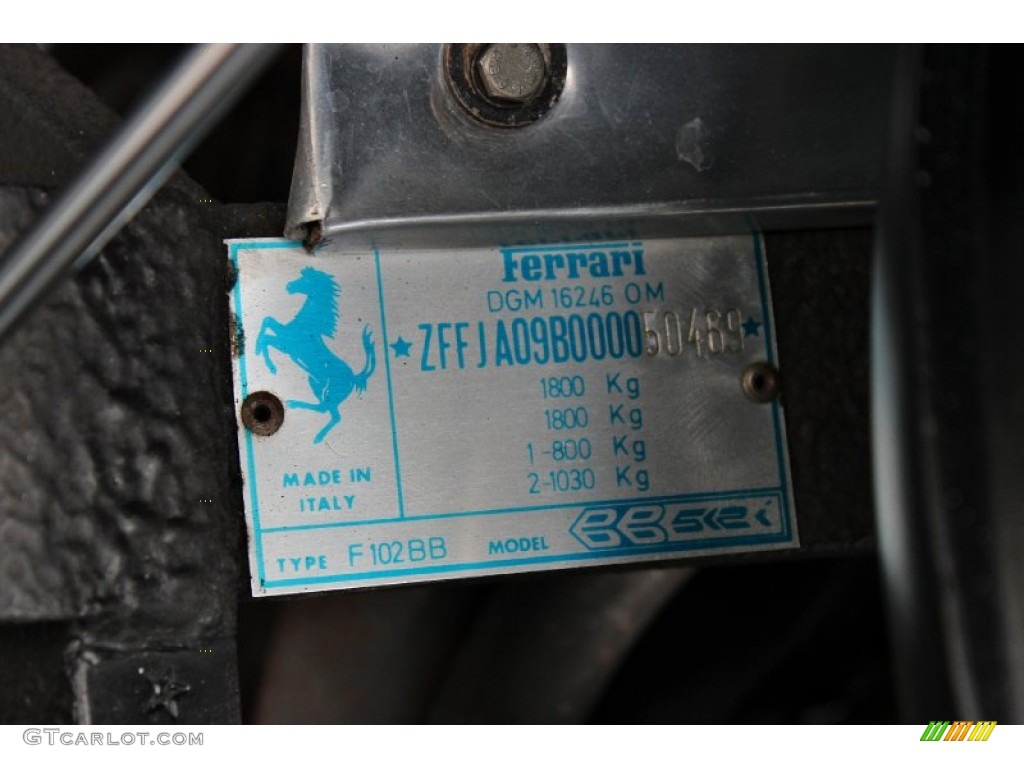 Ferrari
DGM 16246 OM
★ZFFJA09B000050469★
1800 Kg
1800 Kg
1-800 Kg
2-1030 Kg
MADE IN
ITALY
TYPE F102BB MODEL BB512i
GTCARLOT.COM